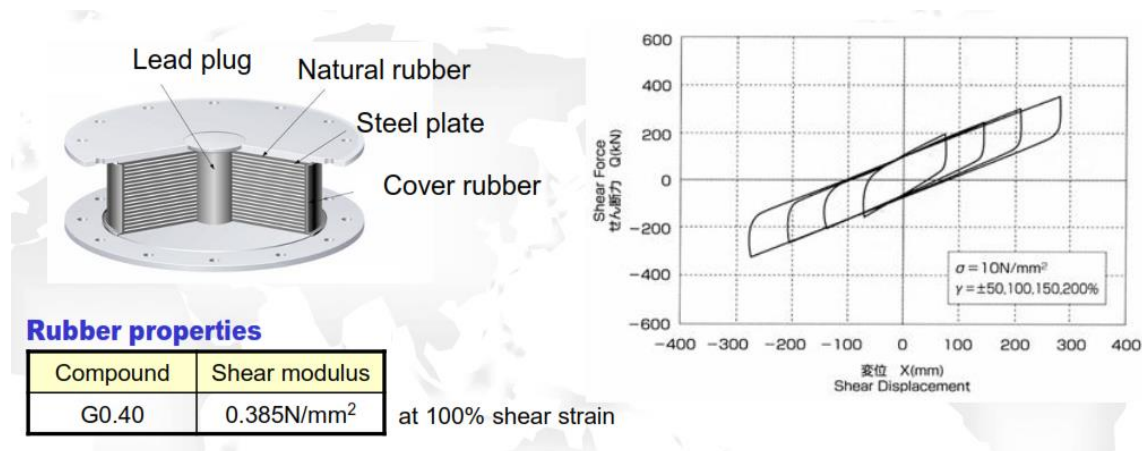 Lead plug
Natural rubber
Steel plate
Cover rubber
Rubber properties
Compound Shear modulus
G0.40 0.385N/mm²
at 100% shear strain
600
400
200
0
−200
−400
−600
Shear Force
せん断力 Q(kN)
σ=10N/mm²
γ=±50,100,150,200%
−400 −300 −200 −100 0 100 200 300 400
変位 X(mm)
Shear Displacement